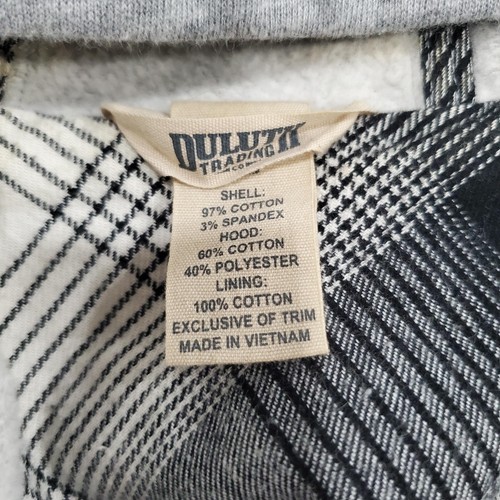 DULUTH
TRADING
CO
SHELL:
97% COTTON
3% SPANDEX
HOOD:
60% COTTON
40% POLYESTER
LINING:
100% COTTON
EXCLUSIVE OF TRIM
MADE IN VIETNAM